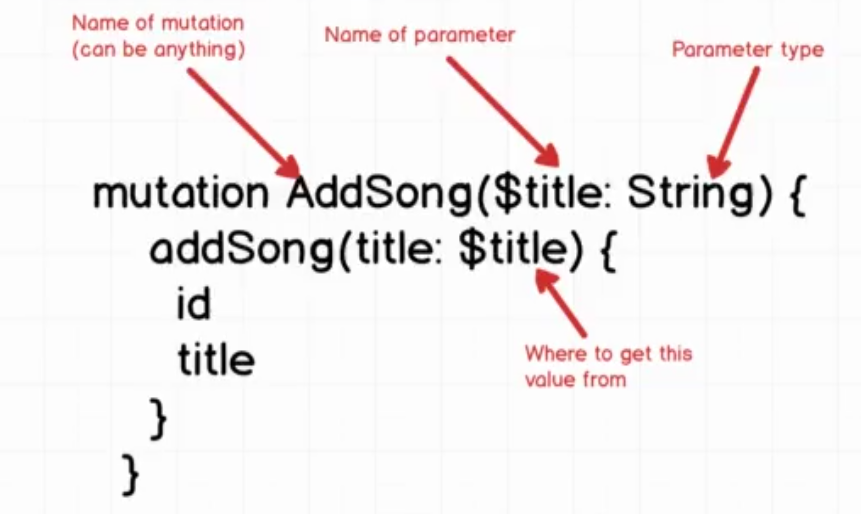 Name of mutation
(can be anything)
Name of parameter
Parameter type
mutation AddSong($title: String) {
addSong(title: $title) {
id
title
}
}
Where to get this
value from